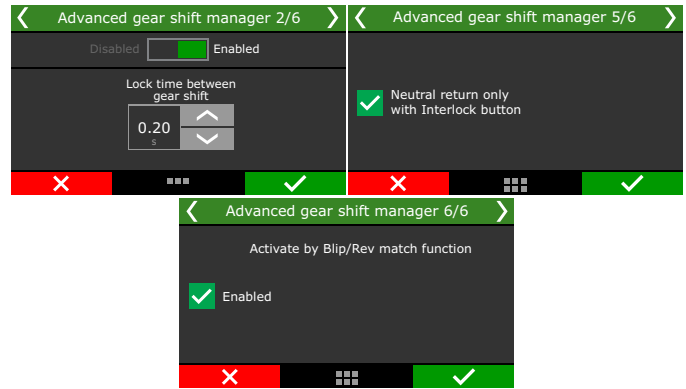 Advanced gear shift manager 2/6
Disabled Enabled
Lock time between
gear shift
0.20
s
Advanced gear shift manager 5/6
Neutral return only
with Interlock button
Advanced gear shift manager 6/6
Activate by Blip/Rev match function
Enabled